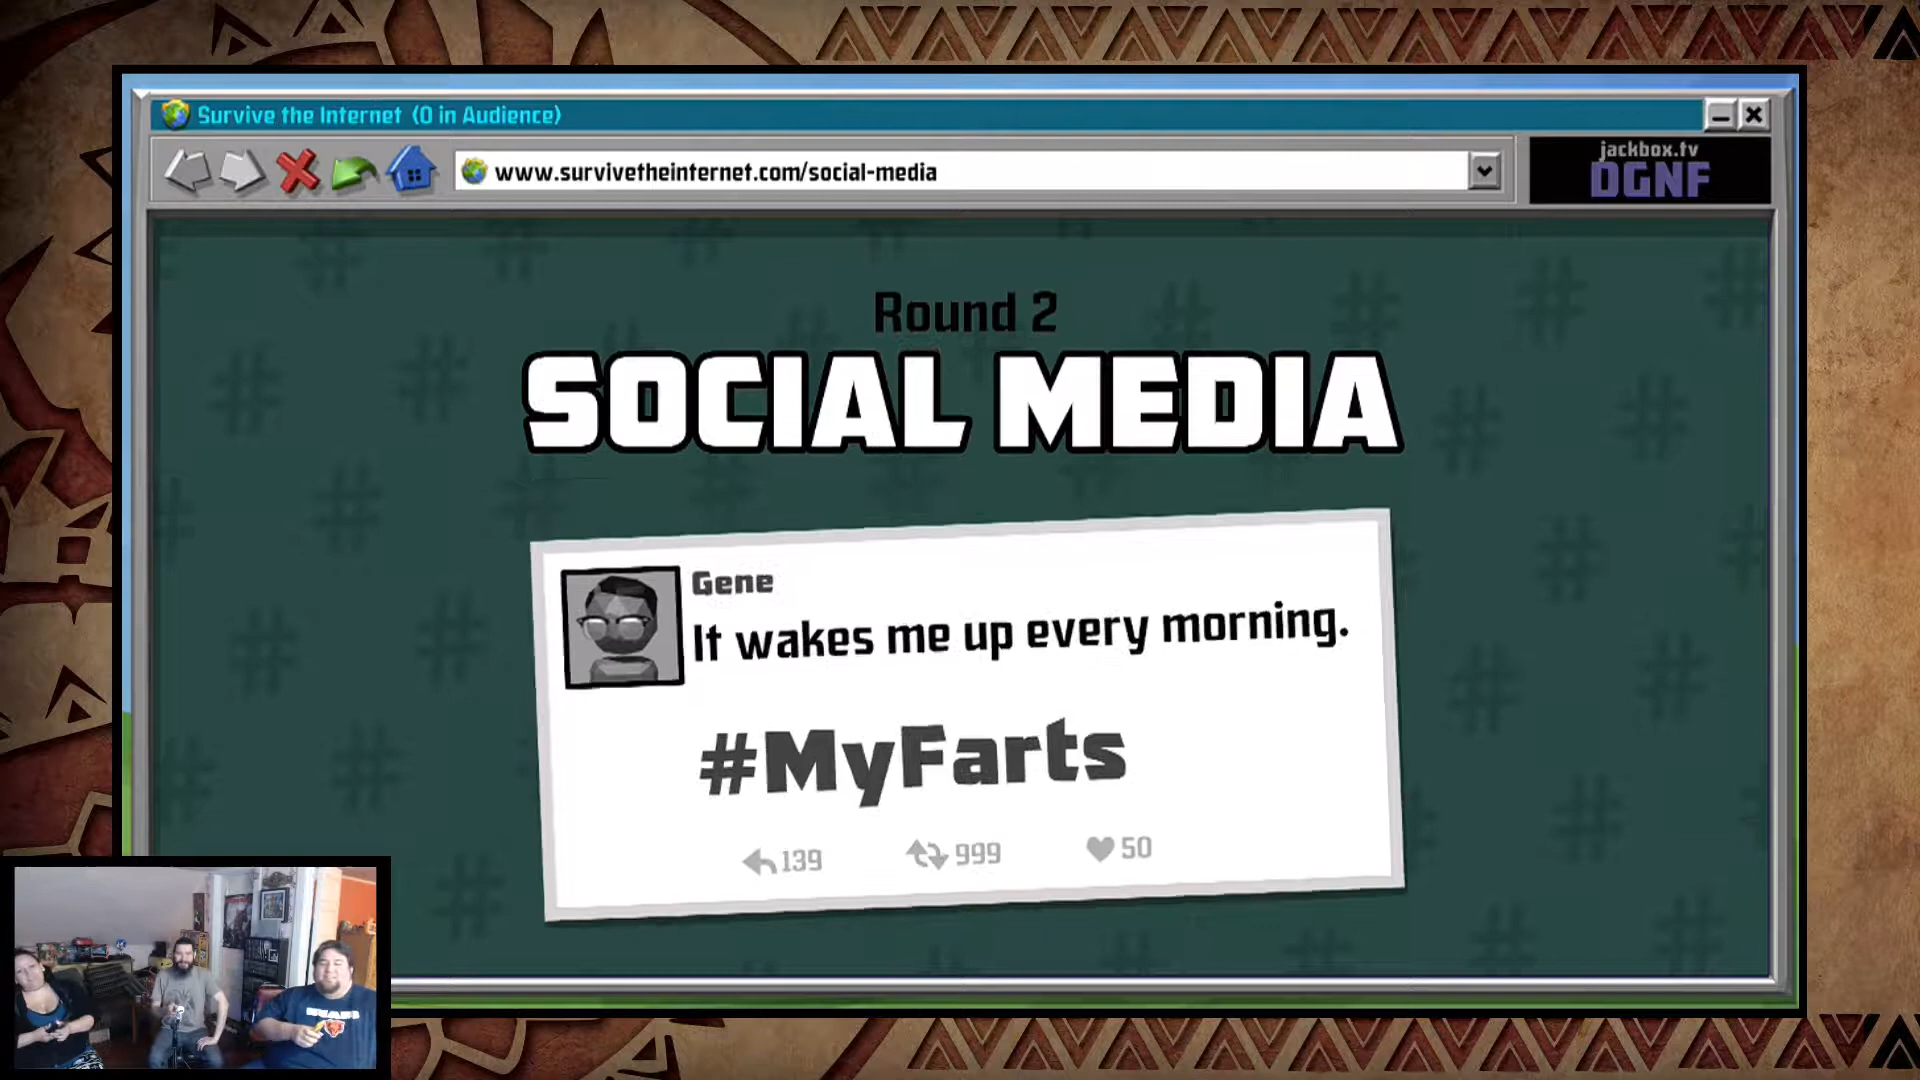 Survive the Internet (0 in Audience)
www.survivetheinternet.com/social-media
jackbox.tv
DGNF
Round 2
SOCIAL MEDIA
Gene
It wakes me up every morning.
#MyFarts
139 999 50